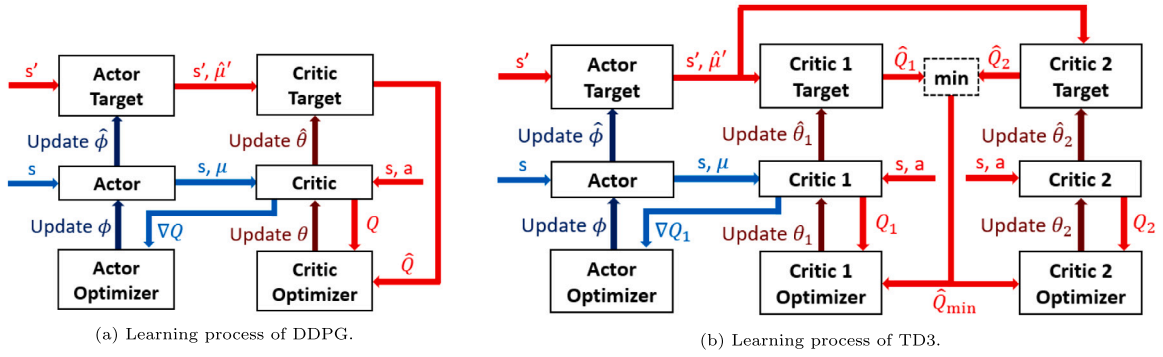 s′
Actor
Target
s′, μ̂′
Critic
Target
Update ϕ̂
Update θ̂
s
Actor
s, μ
Critic
s, a
Update ϕ
∇Q
Update θ
Q
Q̂
Actor
Optimizer
Critic
Optimizer
(a) Learning process of DDPG.
s′
Actor
Target
s′, μ̂′
Critic 1
Target
Q̂₁
min
Q̂₂
Critic 2
Target
Update ϕ̂
Update θ̂₁
Update θ̂₂
s
Actor
s, μ
Critic 1
s, a
s, a
Critic 2
Update ϕ
∇Q₁
Update θ₁
Q₁
Update θ₂
Q₂
Actor
Optimizer
Critic 1
Optimizer
Q̂min
Critic 2
Optimizer
(b) Learning process of TD3.